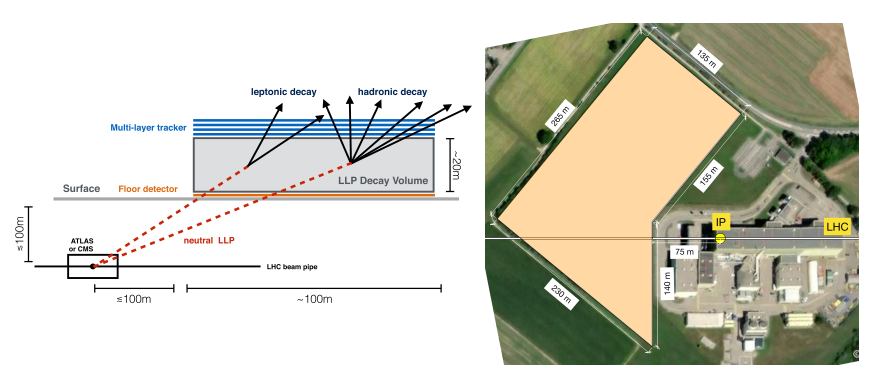 leptonic decay
hadronic decay
Multi-layer tracker
~20m
LLP Decay Volume
Surface
Floor detector
≤100m
ATLAS
or CMS
neutral LLP
LHC beam pipe
≤100m
~100m
135 m
265 m
155 m
IP
LHC
75 m
140 m
230 m
©